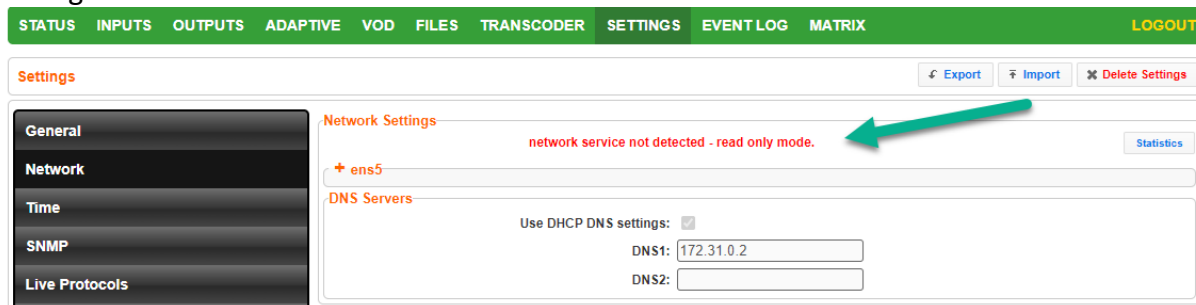 STATUS INPUTS OUTPUTS ADAPTIVE VOD FILES TRANSCODER SETTINGS EVENT LOG MATRIX LOGOUT
Settings Export Import Delete Settings
General
Network
Time
SNMP
Live Protocols
Network Settings
network service not detected - read only mode.
Statistics
ens5
DNS Servers
Use DHCP DNS settings:
DNS1: 172.31.0.2
DNS2: